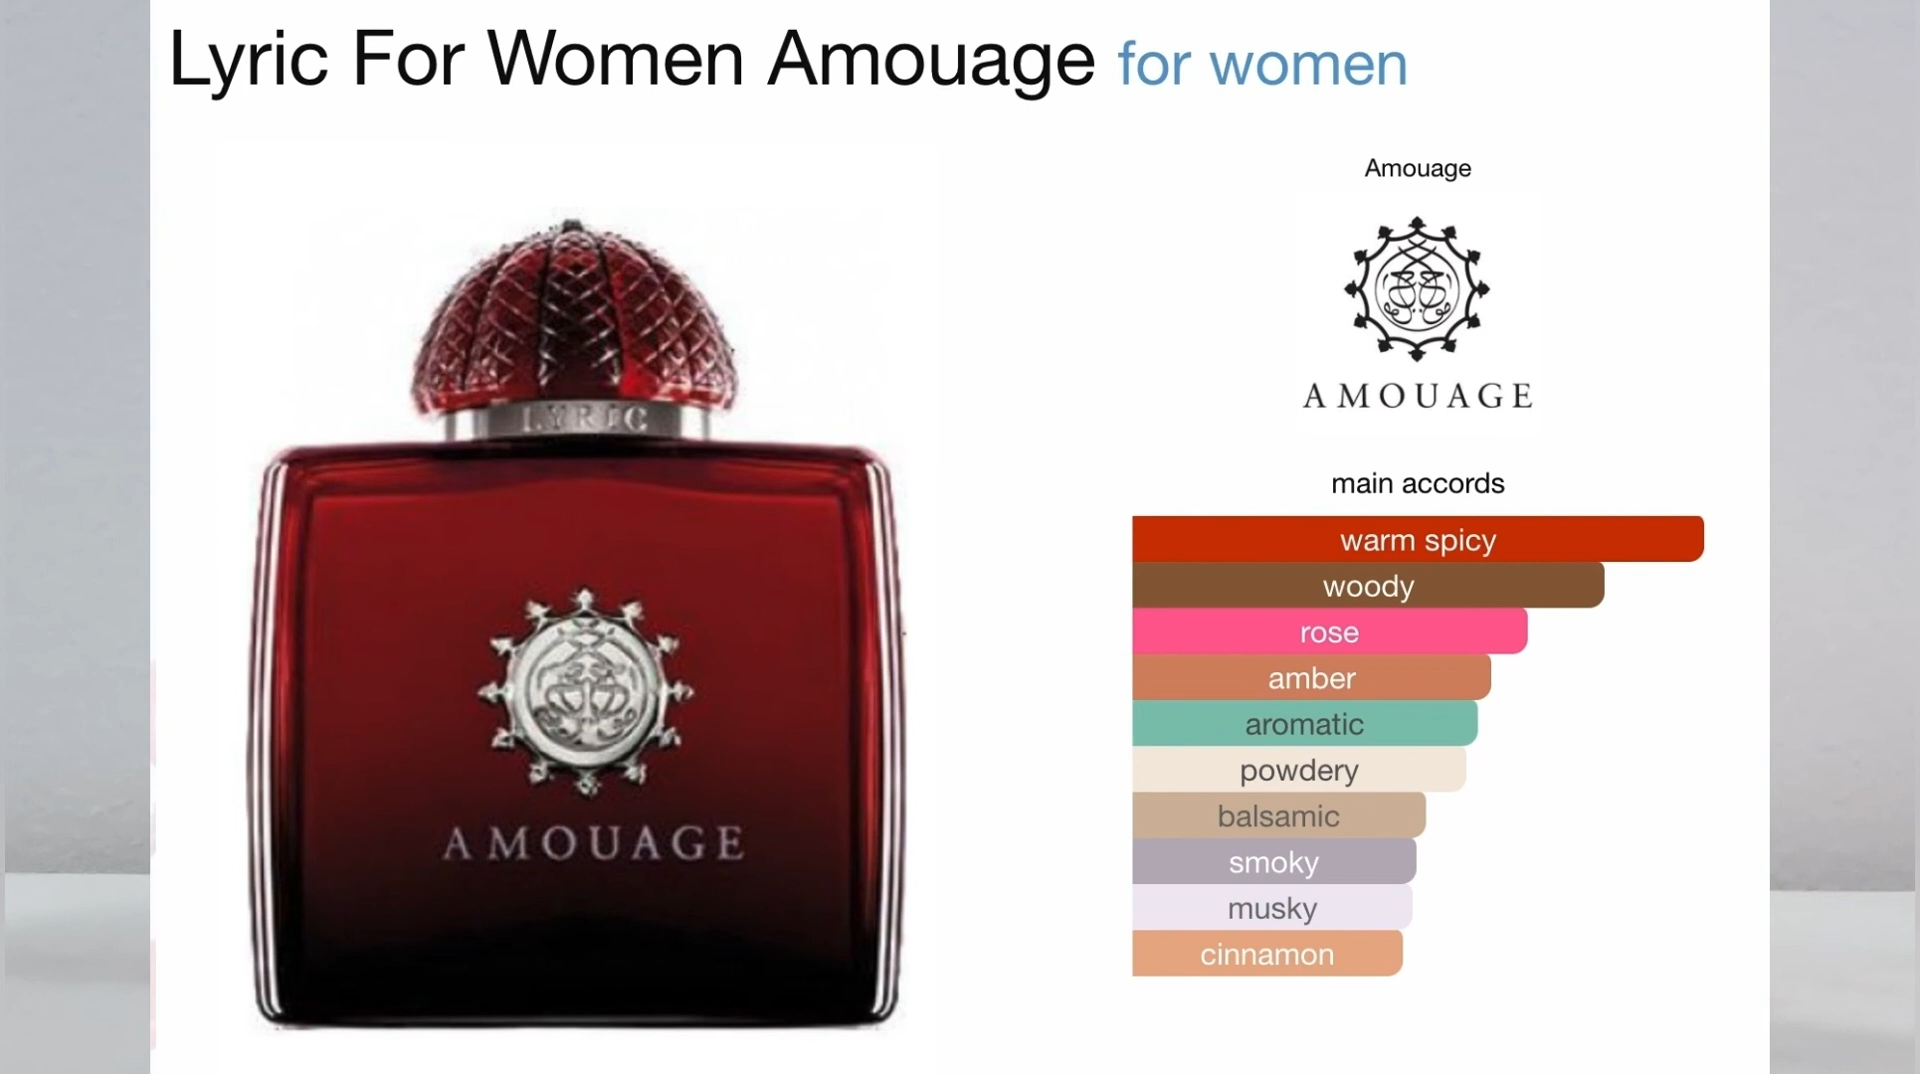 Lyric For Women Amouage for women
Amouage
AMOUAGE
main accords
warm spicy
woody
rose
amber
aromatic
powdery
balsamic
smoky
musky
cinnamon
LYRIC
AMOUAGE